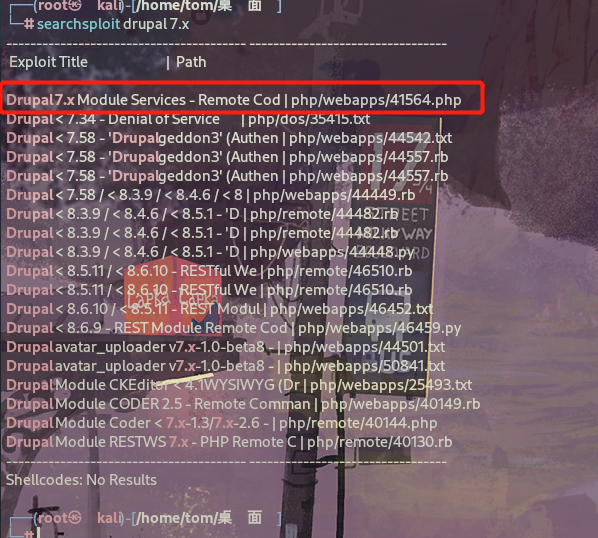 ┌──(root㉿ kali)-[/home/tom/桌 面 ]
└─# searchsploit drupal 7.x
---------------------------------------- ---------------------------------
Exploit Title | Path
Drupal 7.x Module Services - Remote Cod | php/webapps/41564.php
Drupal < 7.34 - Denial of Service | php/dos/35415.txt
Drupal < 7.58 - 'Drupalgeddon3' (Authen | php/webapps/44542.txt
Drupal < 7.58 - 'Drupalgeddon3' (Authen | php/webapps/44557.rb
Drupal < 7.58 - 'Drupalgeddon3' (Authen | php/webapps/44557.rb
Drupal < 7.58 / < 8.3.9 / < 8.4.6 / < 8 | php/webapps/44449.rb
Drupal < 8.3.9 / < 8.4.6 / < 8.5.1 - 'D | php/remote/44482.rb
Drupal < 8.3.9 / < 8.4.6 / < 8.5.1 - 'D | php/remote/44482.rb
Drupal < 8.3.9 / < 8.4.6 / < 8.5.1 - 'D | php/webapps/44448.py
Drupal < 8.5.11 / < 8.6.10 - RESTful We | php/remote/46510.rb
Drupal < 8.5.11 / < 8.6.10 - RESTful We | php/remote/46510.rb
Drupal < 8.6.10 / < 8.5.11 - REST Modul | php/webapps/46452.txt
Drupal < 8.6.9 - REST Module Remote Cod | php/webapps/46459.py
Drupal avatar_uploader v7.x-1.0-beta8 - | php/webapps/44501.txt
Drupal avatar_uploader v7.x-1.0-beta8 - | php/webapps/50841.txt
Drupal Module CKEditor < 4.1WYSIWYG (Dr | php/webapps/25493.txt
Drupal Module CODER 2.5 - Remote Comman | php/webapps/40149.rb
Drupal Module Coder < 7.x-1.3/7.x-2.6 - | php/remote/40144.php
Drupal Module RESTWS 7.x - PHP Remote C | php/remote/40130.rb
---------------------------------------- ---------------------------------
Shellcodes: No Results
┌──(root㉿ kali)-[/home/tom/桌 面 ]
└─#